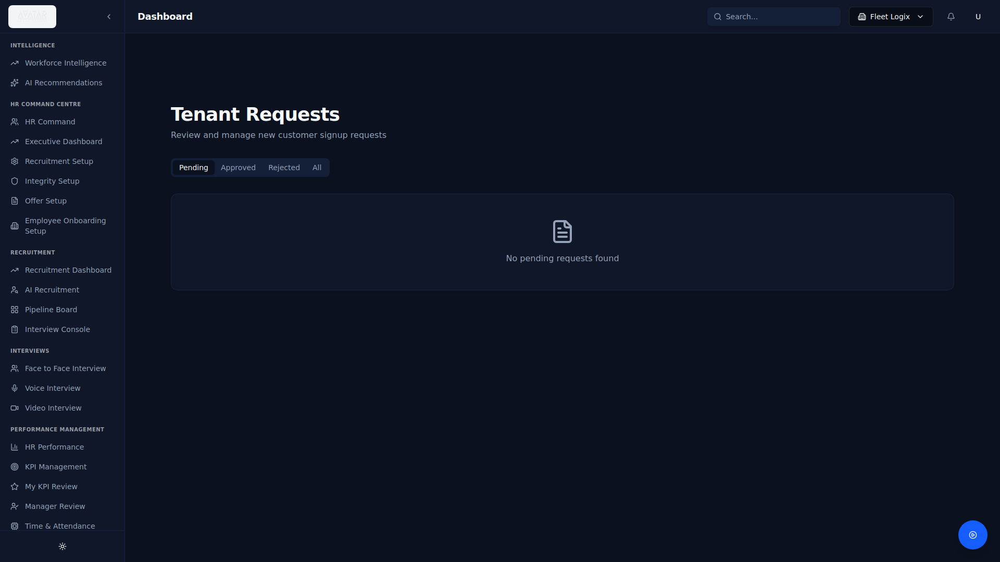 AVATAR
Dashboard
Search...
Fleet Logix
U
INTELLIGENCE
Workforce Intelligence
AI Recommendations
HR COMMAND CENTRE
HR Command
Executive Dashboard
Recruitment Setup
Integrity Setup
Offer Setup
Employee Onboarding
Setup
RECRUITMENT
Recruitment Dashboard
AI Recruitment
Pipeline Board
Interview Console
INTERVIEWS
Face to Face Interview
Voice Interview
Video Interview
PERFORMANCE MANAGEMENT
HR Performance
KPI Management
My KPI Review
Manager Review
Time & Attendance
Tenant Requests
Review and manage new customer signup requests
Pending
Approved
Rejected
All
No pending requests found